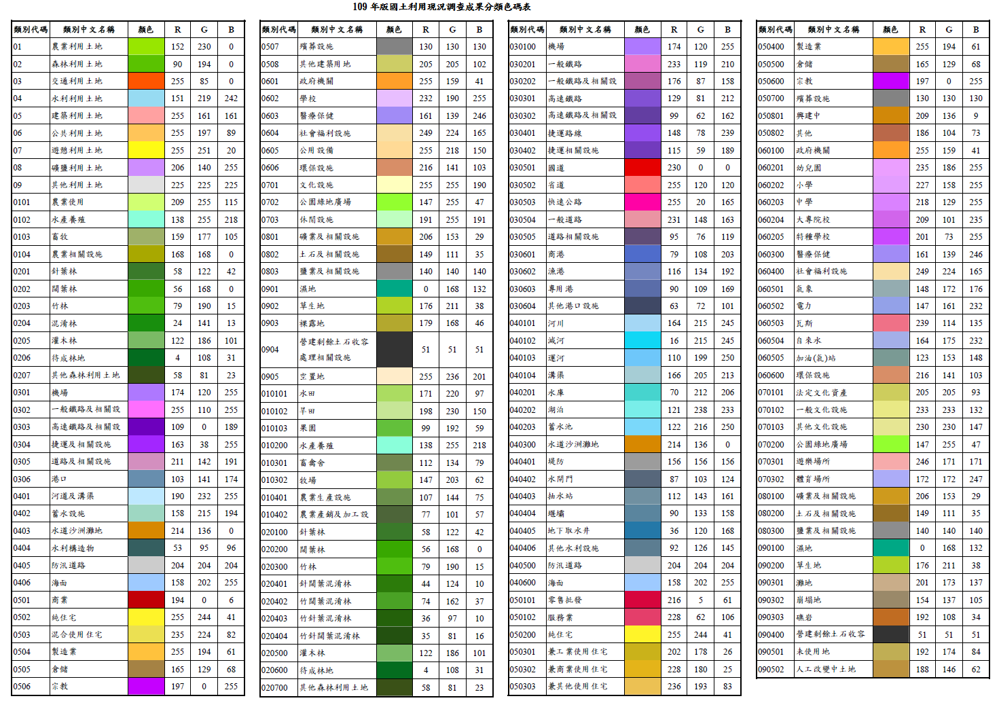 109 年版國土利用現況調查成果分類色碼表
類別代碼 類別中文名稱 顏色 R G B
01 農業利用土地 152 230 0
02 森林利用土地 90 194 0
03 交通利用土地 255 85 0
04 水利利用土地 151 219 242
05 建築利用土地 255 161 161
06 公共利用土地 255 197 89
07 遊憩利用土地 255 251 20
08 礦鹽利用土地 206 140 255
09 其他利用土地 225 225 225
0101 農業使用 209 255 115
0102 水產養殖 138 255 218
0103 畜牧 159 177 105
0104 農業相關設施 168 168 0
0201 針葉林 58 122 42
0202 闊葉林 56 168 0
0203 竹林 79 190 15
0204 混淆林 24 141 13
0205 灌木林 122 186 101
0206 待成林地 4 108 31
0207 其他森林利用土地 58 81 23
0301 機場 174 120 255
0302 一般鐵路及相關設 255 110 255
0303 高速鐵路及相關設 109 0 189
0304 捷運及相關設施 163 38 255
0305 道路及相關設施 211 142 191
0306 港口 103 141 174
0401 河道及溝渠 190 232 255
0402 蓄水設施 158 215 194
0403 水道沙洲灘地 214 136 0
0404 水利構造物 53 95 96
0405 防汛道路 204 204 204
0406 海面 158 202 255
0501 商業 194 0 6
0502 純住宅 255 244 41
0503 混合使用住宅 235 224 82
0504 製造業 255 194 61
0505 倉儲 165 129 68
0506 宗教 197 0 255
類別代碼 類別中文名稱 顏色 R G B
0507 殯葬設施 130 130 130
0508 其他建築用地 205 205 102
0601 政府機關 255 159 41
0602 學校 232 190 255
0603 醫療保健 161 139 246
0604 社會福利設施 249 224 165
0605 公用設備 255 218 150
0606 環保設施 216 141 103
0701 文化設施 255 255 190
0702 公園綠地廣場 147 255 47
0703 休閒設施 191 255 191
0801 礦業及相關設施 206 153 29
0802 土石及相關設施 149 111 35
0803 鹽業及相關設施 140 140 140
0901 濕地 0 168 132
0902 草生地 176 211 38
0903 裸露地 179 168 46
0904 營建剩餘土石收容
處理相關設施 51 51 51
0905 空置地 255 236 201
010101 水田 171 220 97
010102 旱田 198 230 150
010103 果園 99 192 59
010200 水產養殖 138 255 218
010301 畜禽舍 112 134 79
010302 牧場 147 203 62
010401 農業生產設施 107 144 75
010402 農業產銷及加工設 77 101 57
020100 針葉林 58 122 42
020200 闊葉林 56 168 0
020300 竹林 79 190 15
020401 針闊葉混淆林 44 124 10
020402 竹闊葉混淆林 74 162 37
020403 竹針葉混淆林 36 97 10
020404 竹針闊葉混淆林 35 81 16
020500 灌木林 122 186 101
020600 待成林地 4 108 31
020700 其他森林利用土地 58 81 23
類別代碼 類別中文名稱 顏色 R G B
030100 機場 174 120 255
030201 一般鐵路 233 119 210
030202 一般鐵路及相關設 176 87 158
030301 高速鐵路 129 81 212
030302 高速鐵路及相關設 99 62 162
030401 捷運路線 148 78 239
030402 捷運相關設施 115 59 189
030501 國道 230 0 0
030502 省道 255 120 120
030503 快速公路 255 20 165
030504 一般道路 231 148 163
030505 道路相關設施 95 76 119
030601 商港 79 108 203
030602 漁港 116 134 192
030603 專用港 90 109 169
030604 其他港口設施 63 72 101
040101 河川 164 215 245
040102 減河 16 215 245
040103 運河 110 199 250
040104 溝渠 166 205 213
040201 水庫 70 212 206
040202 湖泊 121 238 233
040203 蓄水池 122 216 250
040300 水道沙洲灘地 214 136 0
040401 堤防 156 156 156
040402 水閘門 87 103 124
040403 抽水站 112 143 161
040404 堰壩 90 133 158
040405 地下取水井 36 120 168
040406 其他水利設施 92 126 145
040500 防汛道路 204 204 204
040600 海面 158 202 255
050101 零售批發 216 5 61
050102 服務業 228 62 106
050200 純住宅 255 244 41
050301 兼工業使用住宅 202 178 26
050302 兼商業使用住宅 228 180 25
050303 兼其他使用住宅 236 193 83
類別代碼 類別中文名稱 顏色 R G B
050400 製造業 255 194 61
050500 倉儲 165 129 68
050600 宗教 197 0 255
050700 殯葬設施 130 130 130
050801 興建中 209 136 9
050802 其他 186 104 73
060100 政府機關 255 159 41
060201 幼兒園 235 186 255
060202 小學 227 158 255
060203 中學 218 129 255
060204 大專院校 209 101 235
060205 特種學校 201 73 255
060300 醫療保健 161 139 246
060400 社會福利設施 249 224 165
060501 氣象 148 172 176
060502 電力 147 161 232
060503 瓦斯 239 114 135
060504 自來水 164 175 232
060505 加油(氣)站 123 153 148
060600 環保設施 216 141 103
070101 法定文化資產 205 205 93
070102 一般文化設施 233 233 132
070103 其他文化設施 230 230 147
070200 公園綠地廣場 147 255 47
070301 遊樂場所 246 171 171
070302 體育場所 172 172 247
080100 礦業及相關設施 206 153 29
080200 土石及相關設施 149 111 35
080300 鹽業及相關設施 140 140 140
090100 濕地 0 168 132
090200 草生地 176 211 38
090301 灘地 201 173 137
090302 崩塌地 154 137 105
090303 礁岩 192 108 34
090400 營建剩餘土石收容 51 51 51
090501 未使用地 192 174 84
090502 人工改變中土地 188 146 62